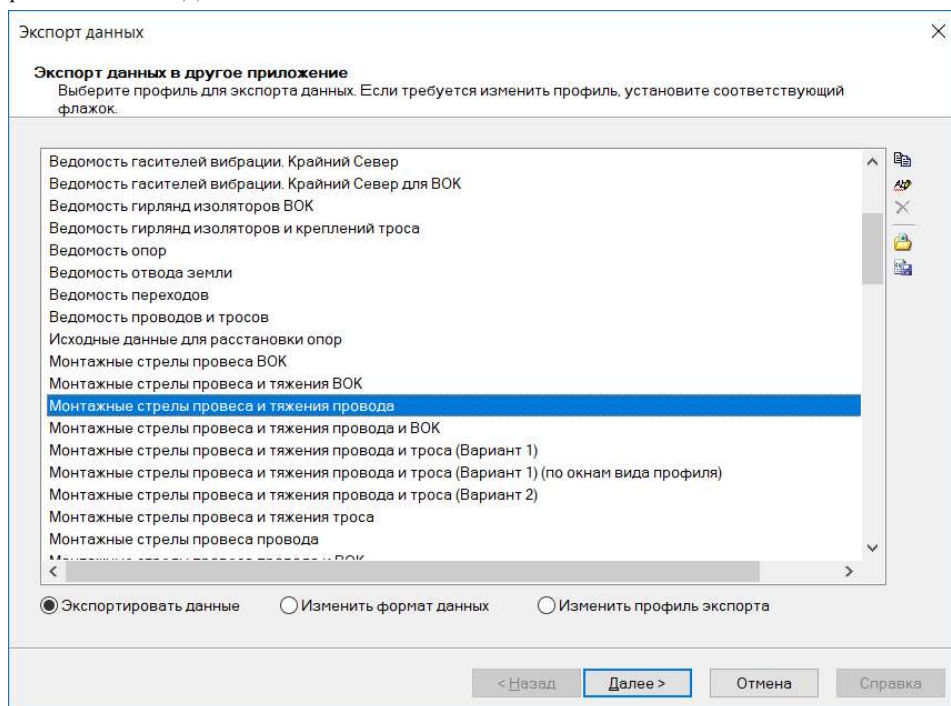 Экспорт данных
Экспорт данных в другое приложение
Выберите профиль для экспорта данных. Если требуется изменить профиль, установите соответствующий
флажок.
Ведомость гасителей вибрации. Крайний Север
Ведомость гасителей вибрации. Крайний Север для ВОК
Ведомость гирлянд изоляторов ВОК
Ведомость гирлянд изоляторов и креплений троса
Ведомость опор
Ведомость отвода земли
Ведомость переходов
Ведомость проводов и тросов
Исходные данные для расстановки опор
Монтажные стрелы провеса ВОК
Монтажные стрелы провеса и тяжения ВОК
Монтажные стрелы провеса и тяжения провода
Монтажные стрелы провеса и тяжения провода и ВОК
Монтажные стрелы провеса и тяжения провода и троса (Вариант 1)
Монтажные стрелы провеса и тяжения провода и троса (Вариант 1) (по окнам вида профиля)
Монтажные стрелы провеса и тяжения провода и троса (Вариант 2)
Монтажные стрелы провеса и тяжения троса
Монтажные стрелы провеса провода
Монтажные стрелы провеса провода и ВОК
Экспортировать данные Изменить формат данных Изменить профиль экспорта
< Назад Далее > Отмена Справка